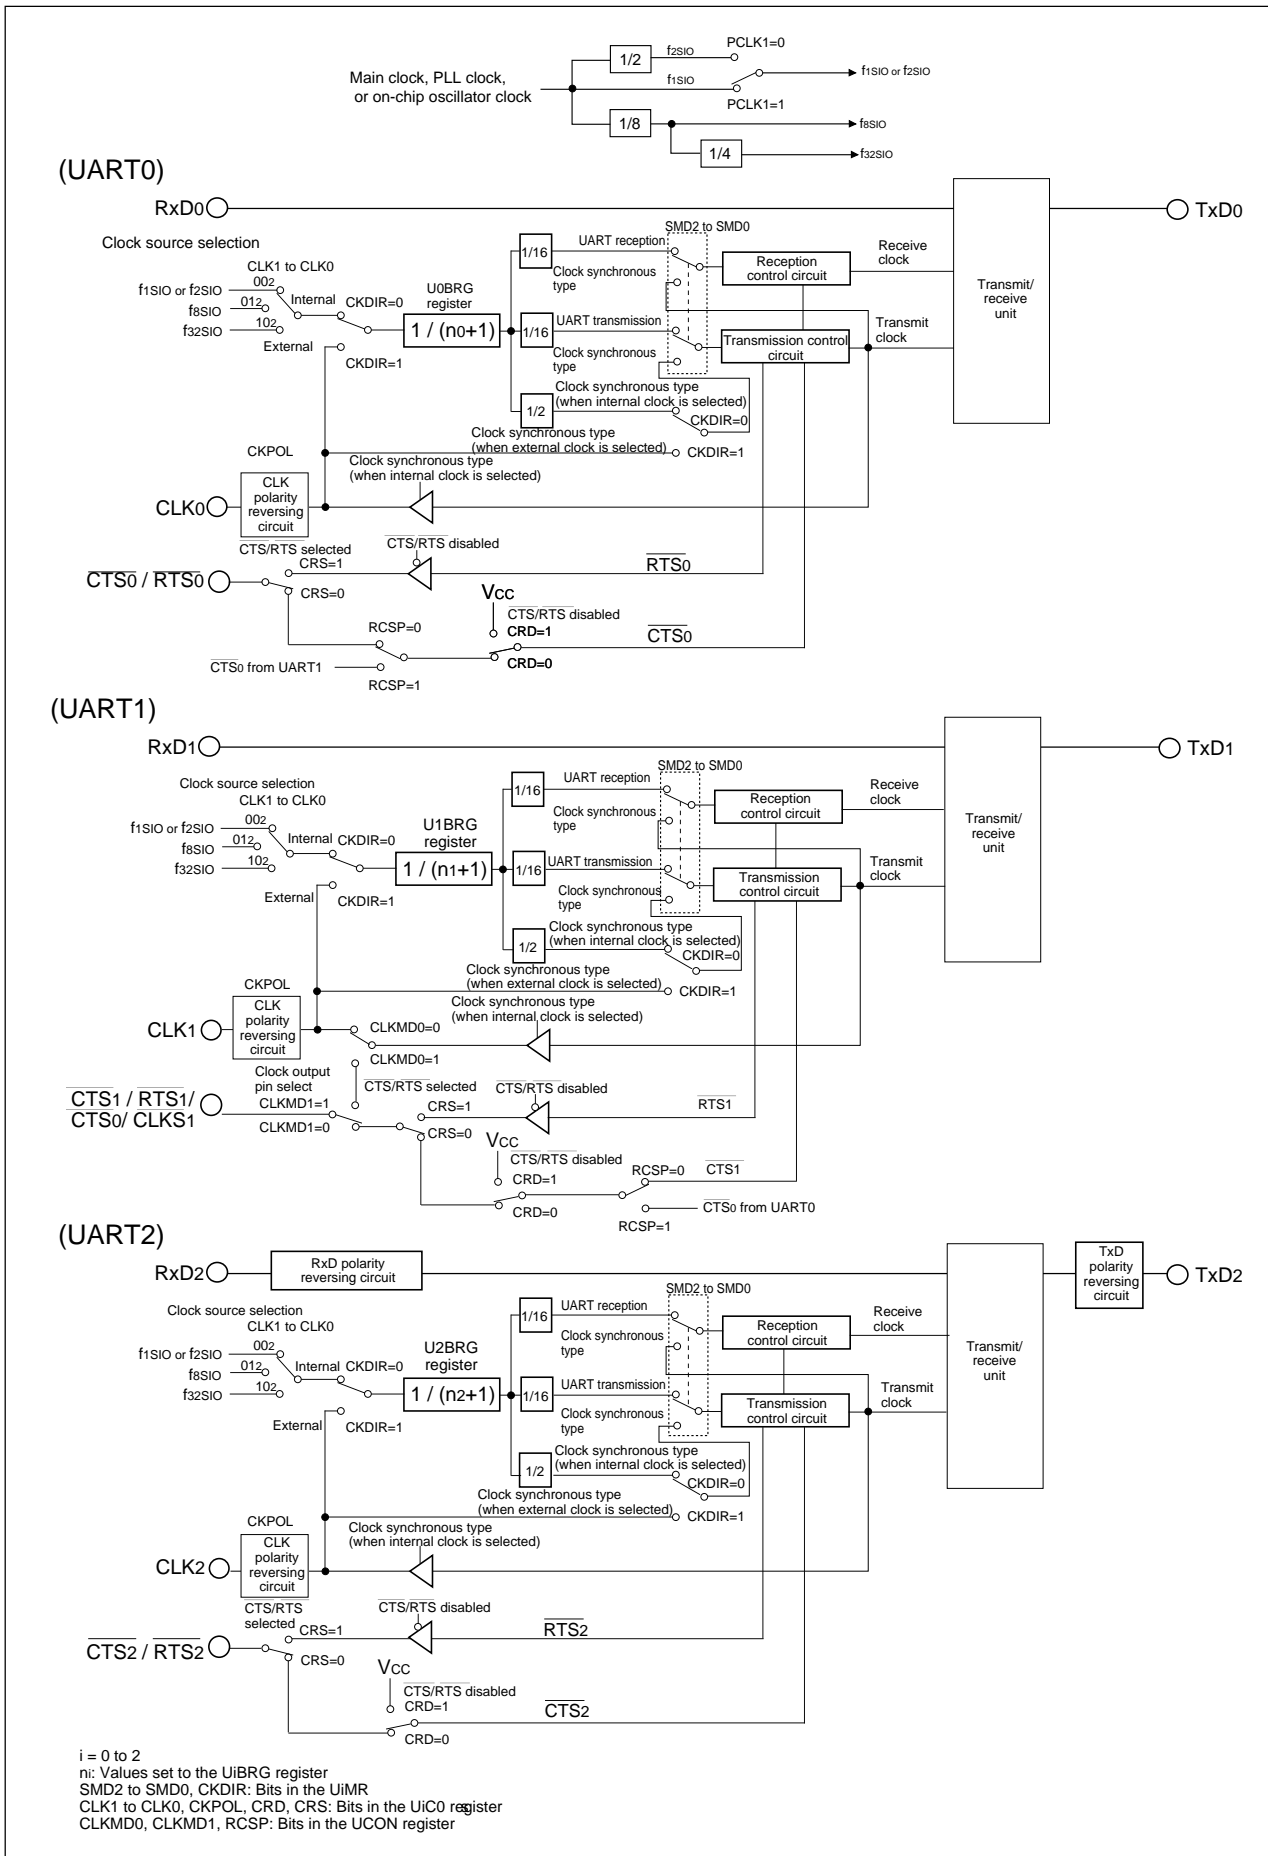 PCLK1=0
f2SIO
1/2
Main clock, PLL clock,
or on-chip oscillator clock
f1SIO
f1SIO or f2SIO
PCLK1=1
1/8
f8SIO
1/4
f32SIO
(UART0)
RxD0
TxD0
SMD2 to SMD0
Clock source selection
UART reception
1/16
Reception
control circuit
Receive
clock
CLK1 to CLK0
002
f1SIO or f2SIO
Internal
CKDIR=0
U0BRG
register
Clock synchronous
type
Transmit/
receive
unit
012
f8SIO
1 / (n0+1)
102
f32SIO
1/16
UART transmission
Transmission control
circuit
Transmit
clock
External
CKDIR=1
Clock synchronous
type
Clock synchronous type
(when internal clock is selected)
1/2
CKDIR=0
Clock synchronous type
(when external clock is selected)
CKDIR=1
CKPOL
Clock synchronous type
(when internal clock is selected)
CLK0
CLK
polarity
reversing
circuit
CTS/RTS selected
CTS/RTS disabled
CRS=1
RTS0
CTS0 / RTS0
CRS=0
VCC
CTS/RTS disabled
RCSP=0
CRD=1
CTS0
CTS0 from UART1
CRD=0
RCSP=1
(UART1)
RxD1
TxD1
SMD2 to SMD0
Clock source selection
UART reception
1/16
Reception
control circuit
Receive
clock
CLK1 to CLK0
002
f1SIO or f2SIO
Internal
CKDIR=0
U1BRG
register
Clock synchronous
type
Transmit/
receive
unit
012
f8SIO
1 / (n1+1)
102
f32SIO
1/16
UART transmission
Transmission
control circuit
Transmit
clock
External
CKDIR=1
Clock synchronous
type
Clock synchronous type
(when internal clock is selected)
1/2
CKDIR=0
Clock synchronous type
(when external clock is selected)
CKDIR=1
CKPOL
Clock synchronous type
(when internal clock is selected)
CLK1
CLK
polarity
reversing
circuit
CLKMD0=0
CLKMD0=1
Clock output
pin select
CTS/RTS selected
CTS/RTS disabled
CTS1 / RTS1/
CTS0/ CLKS1
CLKMD1=1
CRS=1
RTS1
CLKMD1=0
CRS=0
VCC
CTS/RTS disabled
RCSP=0
CTS1
CRD=1
CRD=0
CTS0 from UART0
RCSP=1
(UART2)
RxD2
RxD polarity
reversing circuit
TxD
polarity
reversing
circuit
TxD2
SMD2 to SMD0
Clock source selection
UART reception
1/16
Reception
control circuit
Receive
clock
CLK1 to CLK0
002
f1SIO or f2SIO
Internal
CKDIR=0
U2BRG
register
Clock synchronous
type
Transmit/
receive
unit
012
f8SIO
1 / (n2+1)
102
f32SIO
1/16
UART transmission
Transmission
control circuit
Transmit
clock
External
CKDIR=1
Clock synchronous
type
Clock synchronous type
(when internal clock is selected)
1/2
CKDIR=0
Clock synchronous type
(when external clock is selected)
CKDIR=1
CKPOL
Clock synchronous type
(when internal clock is selected)
CLK2
CLK
polarity
reversing
circuit
CTS/RTS
selected
CTS/RTS disabled
CRS=1
RTS2
CTS2 / RTS2
CRS=0
VCC
CTS/RTS disabled
CRD=1
CTS2
CRD=0
i = 0 to 2
ni: Values set to the UiBRG register
SMD2 to SMD0, CKDIR: Bits in the UiMR
CLK1 to CLK0, CKPOL, CRD, CRS: Bits in the UiC0 register
CLKMD0, CLKMD1, RCSP: Bits in the UCON register